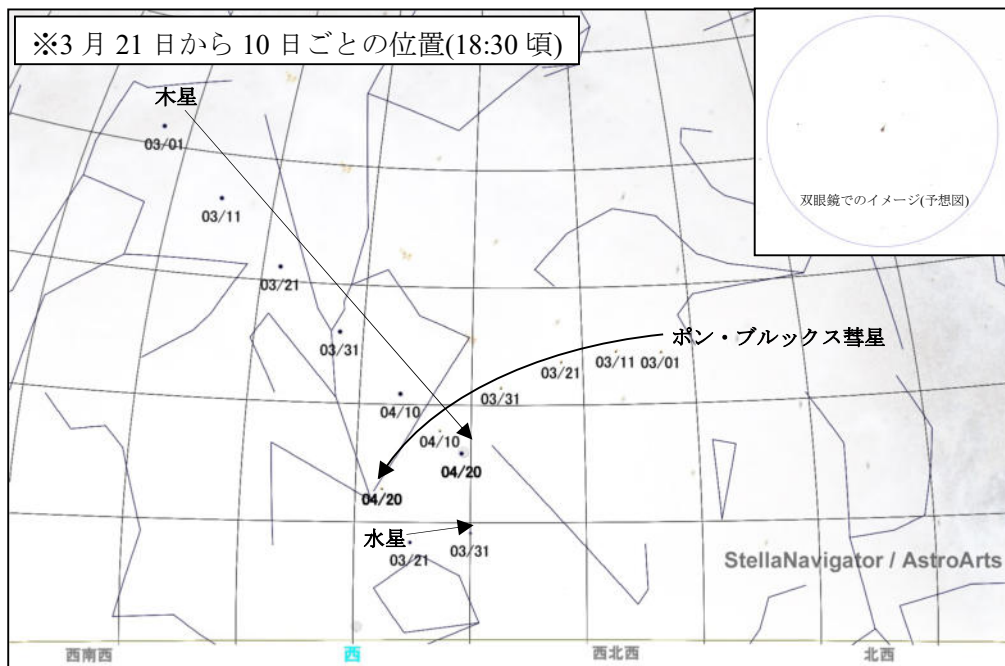 ※3 月 21 日から 10 日ごとの位置(18:30 頃)
木星
03/01
03/11
03/21
03/31
04/10
04/20
双眼鏡でのイメージ(予想図)
ポン・ブルックス彗星
03/01
03/11
03/21
03/31
04/10
04/20
水星
03/21
03/31
StellaNavigator / AstroArts
西南西
西
西北西
北西